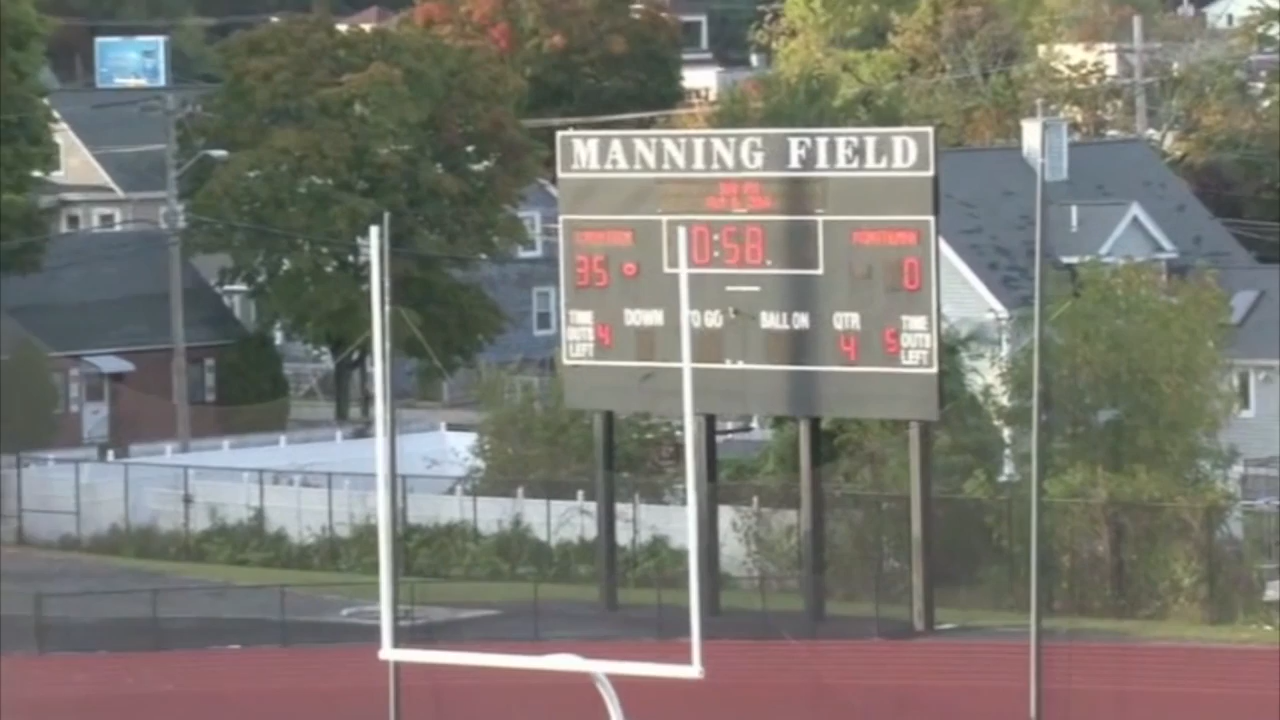 MANNING FIELD
0:58
35 0
TIME OUTS LEFT 4 DOWN TO GO BALL ON QTR 4 5 TIME OUTS LEFT